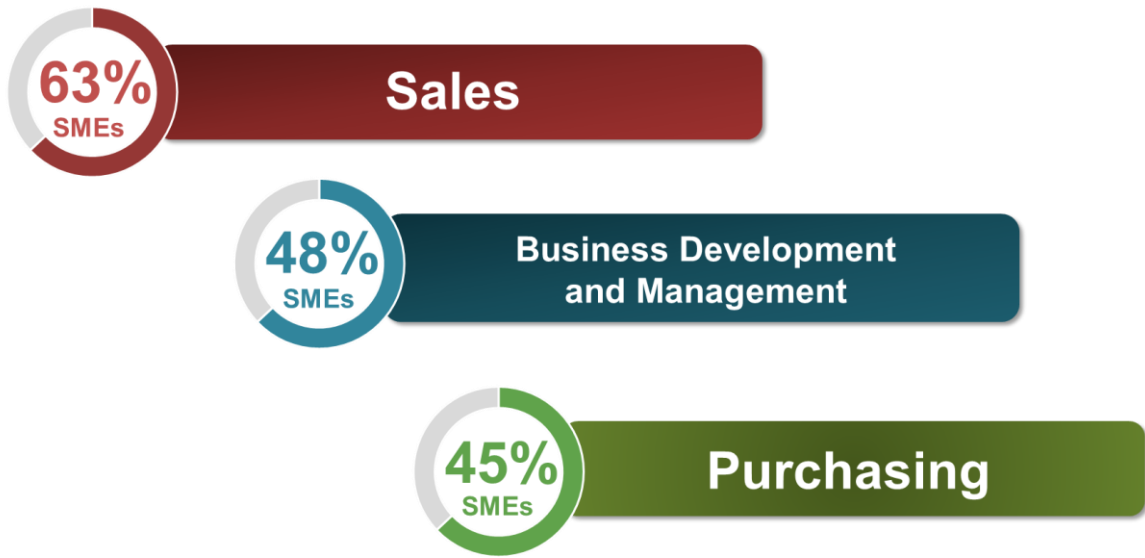 63%
SMEs
Sales
48%
SMEs
Business Development
and Management
45%
SMEs
Purchasing